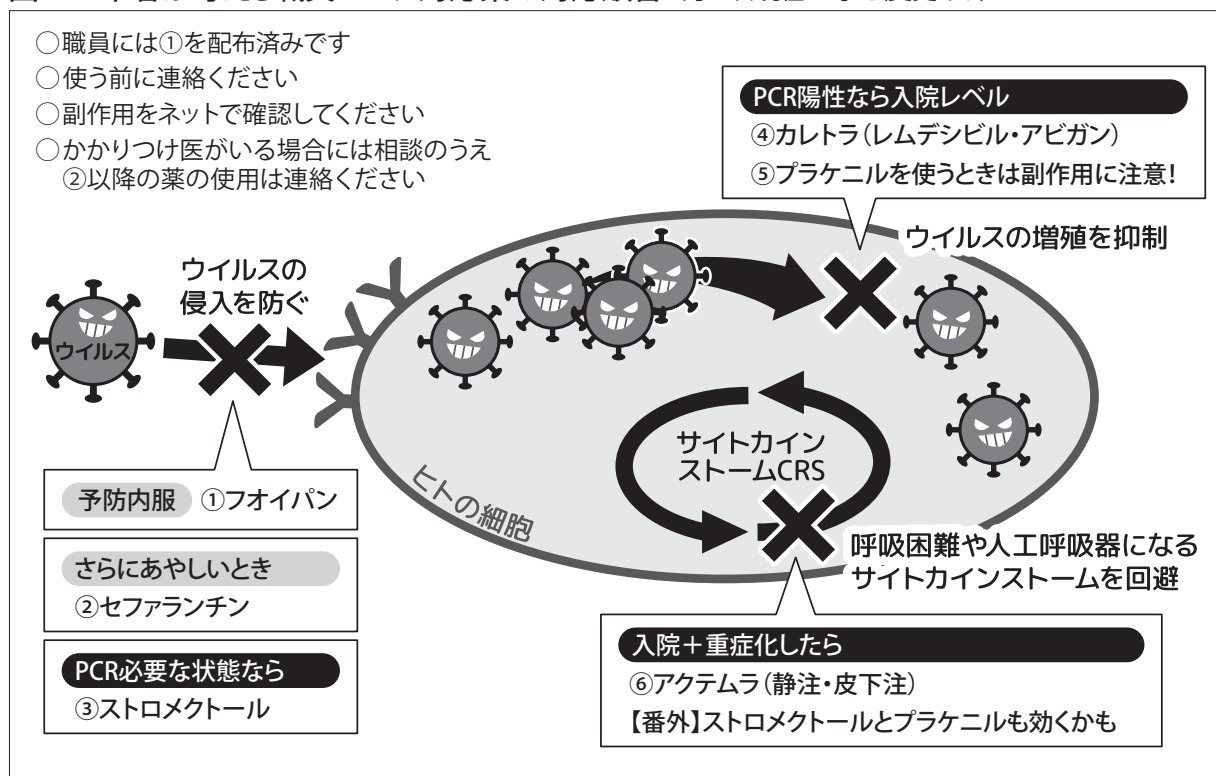 ○職員には①を配布済みです
○使う前に連絡ください
○副作用をネットで確認してください
○かかりつけ医がいる場合には相談のうえ
②以降の薬の使用は連絡ください
PCR陽性なら入院レベル
④カレトラ（レムデシビル・アビガン）
⑤プラケニルを使うときは副作用に注意！
ウイルスの増殖を抑制
ウイルスの
侵入を防ぐ
ウイルス
サイトカイン
ストームCRS
ヒトの細胞
予防内服 ①フオイパン
さらにあやしいとき
②セファランチン
PCR必要な状態なら
③ストロメクトール
呼吸困難や人工呼吸器になる
サイトカインストームを回避
入院＋重症化したら
⑥アクテムラ（静注・皮下注）
【番外】ストロメクトールとプラケニルも効くかも